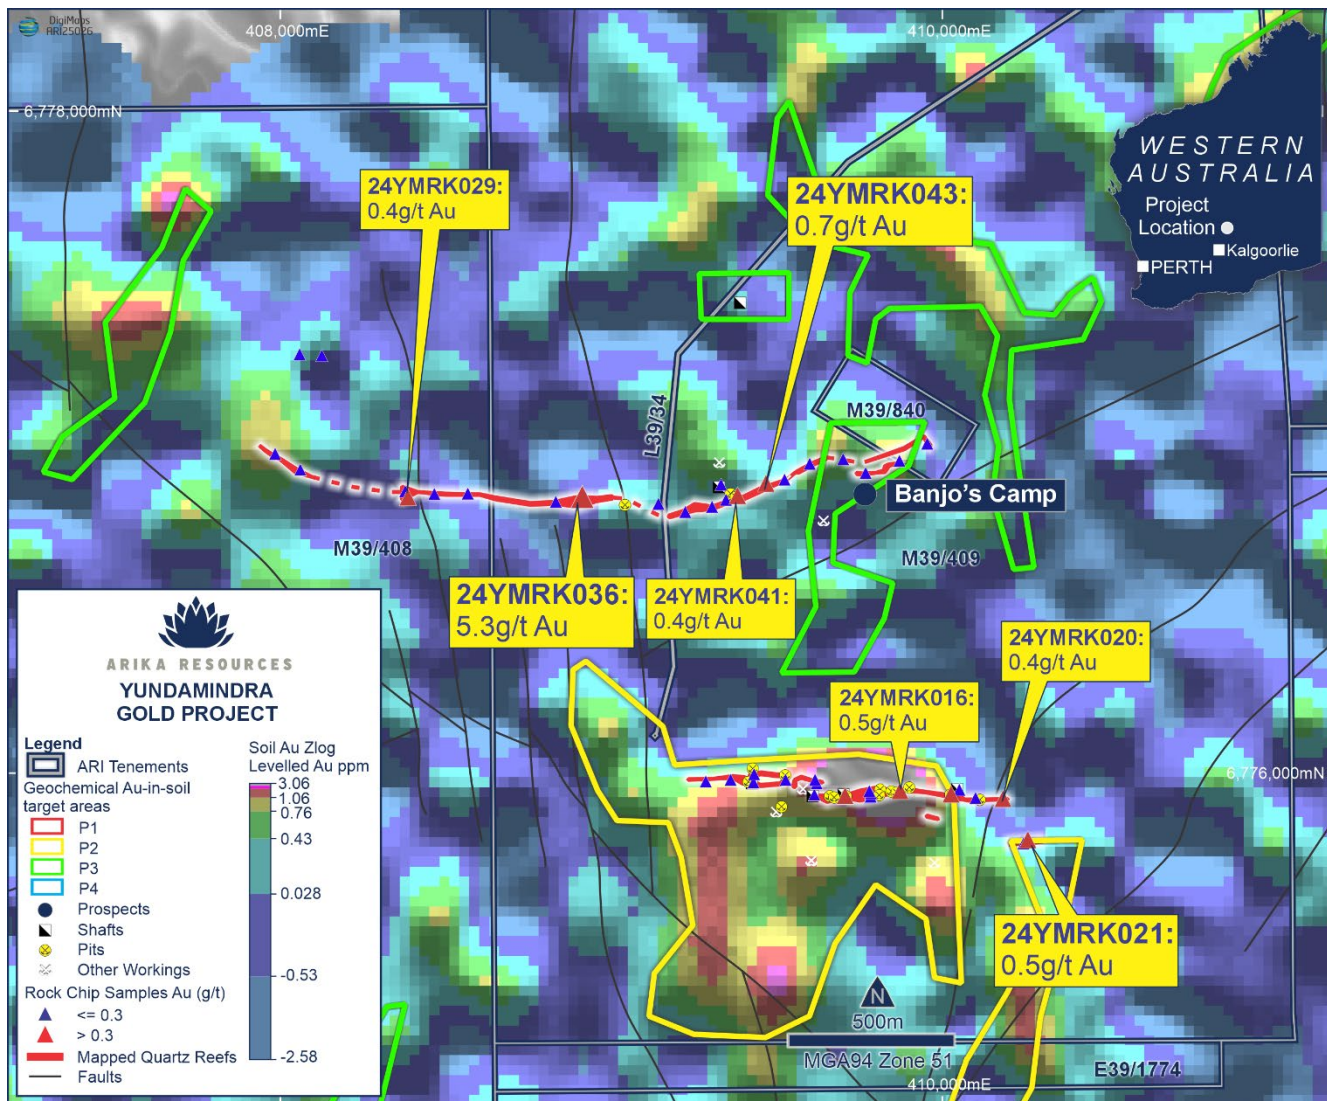 DigiMaps
ARI25026
408,000mE
410,000mE
6,778,000mN
WESTERN
AUSTRALIA
Project
Location
Kalgoorlie
PERTH
24YMRK029:
0.4g/t Au
24YMRK043:
0.7g/t Au
L39/34
M39/840
Banjo's Camp
M39/408
M39/409
24YMRK036:
5.3g/t Au
24YMRK041:
0.4g/t Au
24YMRK020:
0.4g/t Au
24YMRK016:
0.5g/t Au
6,776,000mN
24YMRK021:
0.5g/t Au
N
500m
MGA94 Zone 51
E39/1774
410,000mE
ARIKA RESOURCES
YUNDAMINDRA
GOLD PROJECT
Legend
ARI Tenements
Geochemical Au-in-soil
target areas
P1
P2
P3
P4
Prospects
Shafts
Pits
Other Workings
Rock Chip Samples Au (g/t)
<= 0.3
> 0.3
Mapped Quartz Reefs
Faults
Soil Au Zlog
Levelled Au ppm
3.06
1.06
0.76
0.43
0.028
-0.53
-2.58